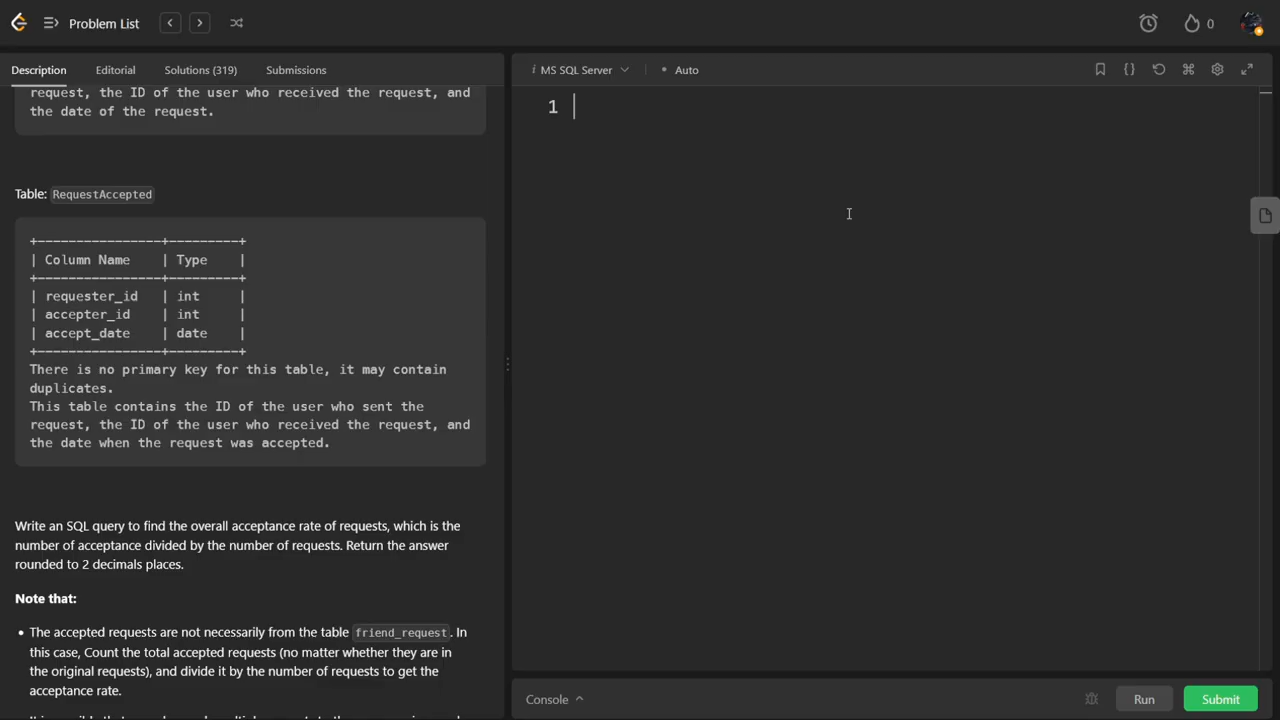 Problem List
0
Description
Editorial
Solutions (319)
Submissions
request, the ID of the user who received the request, and
the date of the request.
Table: RequestAccepted
+----------------+---------+
| Column Name    | Type    |
+----------------+---------+
| requester_id   | int     |
| accepter_id    | int     |
| accept_date    | date    |
+----------------+---------+
There is no primary key for this table, it may contain
duplicates.
This table contains the ID of the user who sent the
request, the ID of the user who received the request, and
the date when the request was accepted.
Write an SQL query to find the overall acceptance rate of requests, which is the
number of acceptance divided by the number of requests. Return the answer
rounded to 2 decimals places.
Note that:
• The accepted requests are not necessarily from the table friend_request. In
this case, Count the total accepted requests (no matter whether they are in
the original requests), and divide it by the number of requests to get the
acceptance rate.
i MS SQL Server
• Auto
{}
1
Console
Run
Submit